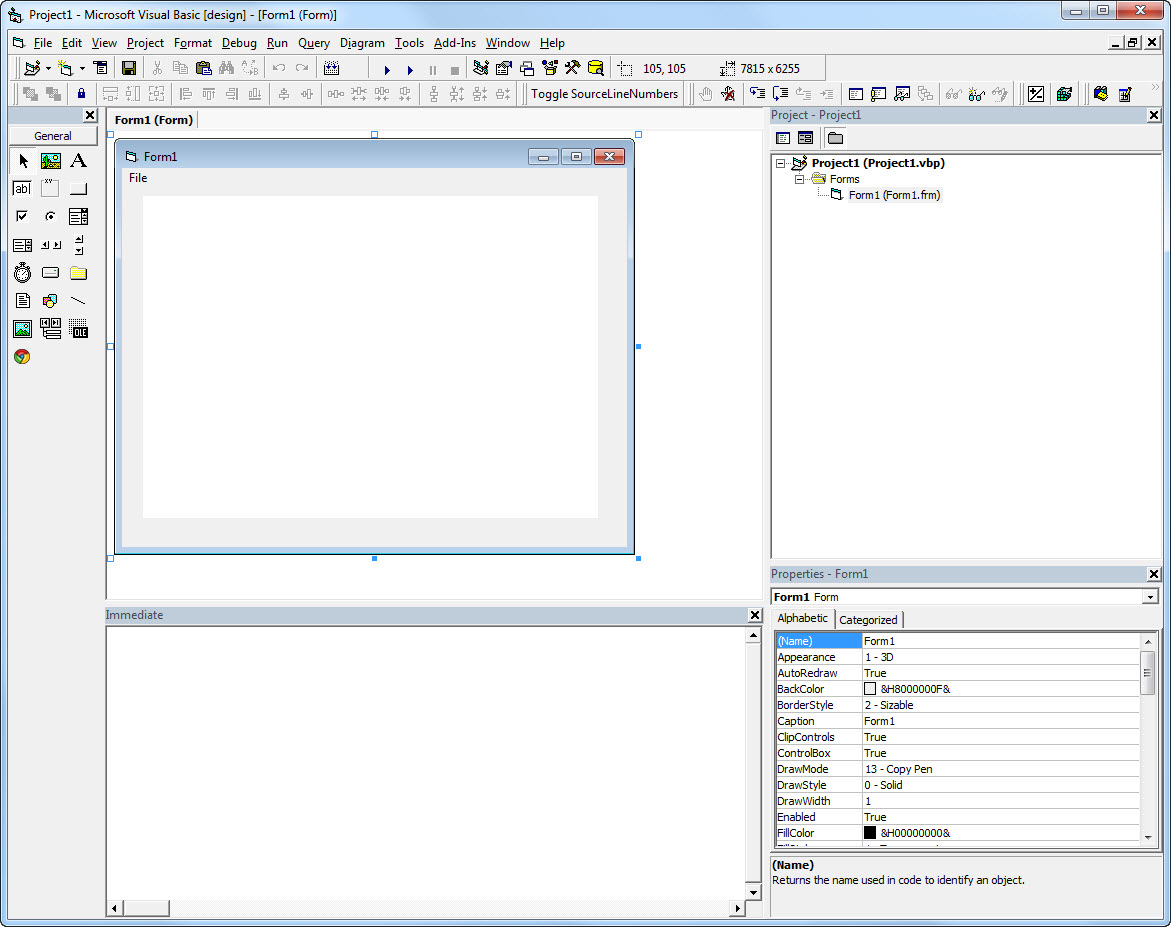 Project1 - Microsoft Visual Basic [design] - [Form1 (Form)]
File Edit View Project Format Debug Run Query Diagram Tools Add-Ins Window Help
105, 105 7815 x 6255
Toggle SourceLineNumbers
General
A
ab
xy
OLE
Form1 (Form)
Form1
File
Immediate
Project - Project1
Project1 (Project1.vbp)
Forms
Form1 (Form1.frm)
Properties - Form1
Form1 Form
Alphabetic Categorized
(Name) Form1
Appearance 1 - 3D
AutoRedraw True
BackColor &H8000000F&
BorderStyle 2 - Sizable
Caption Form1
ClipControls True
ControlBox True
DrawMode 13 - Copy Pen
DrawStyle 0 - Solid
DrawWidth 1
Enabled True
FillColor &H00000000&
(Name)
Returns the name used in code to identify an object.